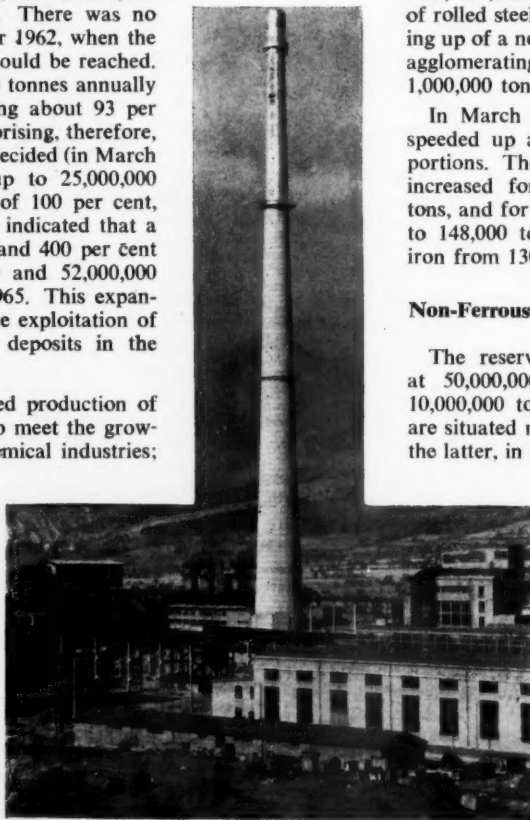 . There was no
r 1962, when the
ould be reached.
tonnes annually
ng about 93 per
prising, therefore,
ecided (in March
up to 25,000,000
of 100 per cent,
indicated that a
and 400 per cent
and 52,000,000
965. This expan-
e exploitation of
deposits in the
ed production of
o meet the grow-
emical industries;
of rolled steel
ing up of a ne
agglomerating
1,000,000 ton
In March
speeded up a
portions. The
increased for
tons, and for
to 148,000 to
iron from 130
Non-Ferrous
The reserv
at 50,000,000
10,000,000 to
are situated n
the latter, in